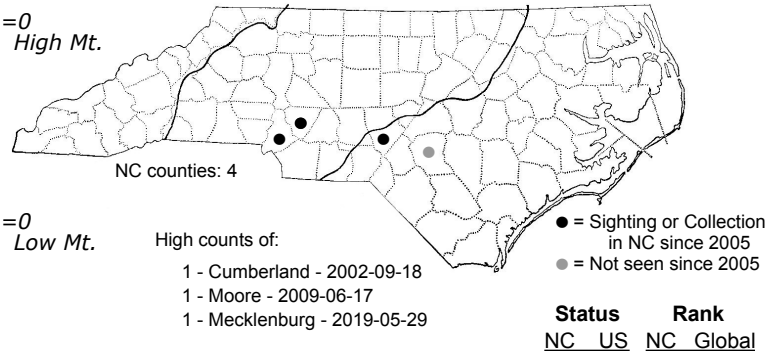 =0
High Mt.
NC counties: 4
=0
Low Mt.
High counts of:
1 - Cumberland - 2002-09-18
1 - Moore - 2009-06-17
1 - Mecklenburg - 2019-05-29
= Sighting or Collection
in NC since 2005
= Not seen since 2005
Status Rank
NC US NC Global